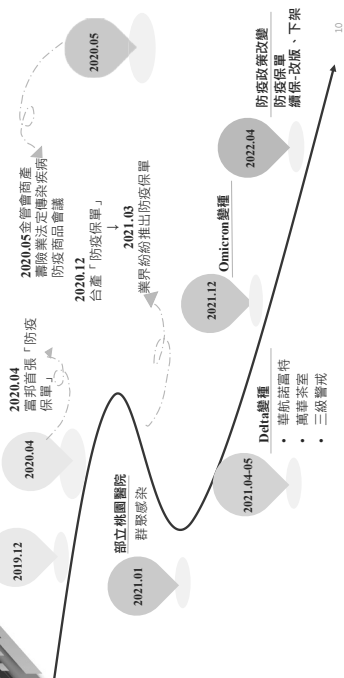 2019.12
2020.04
2020.04
富邦首張「防疫
保單」
2020.05
2020.05金管會商產
壽險業法定傳染疾病
防疫商品會議
2020.12
台產「防疫保單」
↓
2021.03
業界紛紛推出防疫保單
2021.01
部立桃園醫院
群聚感染
2021.04-05
Delta變種
• 華航諾富特
• 萬華茶室
• 三級警戒
2021.12
Omicron變種
2022.04
防疫政策改變
防疫保單
續保-改版、下架
10